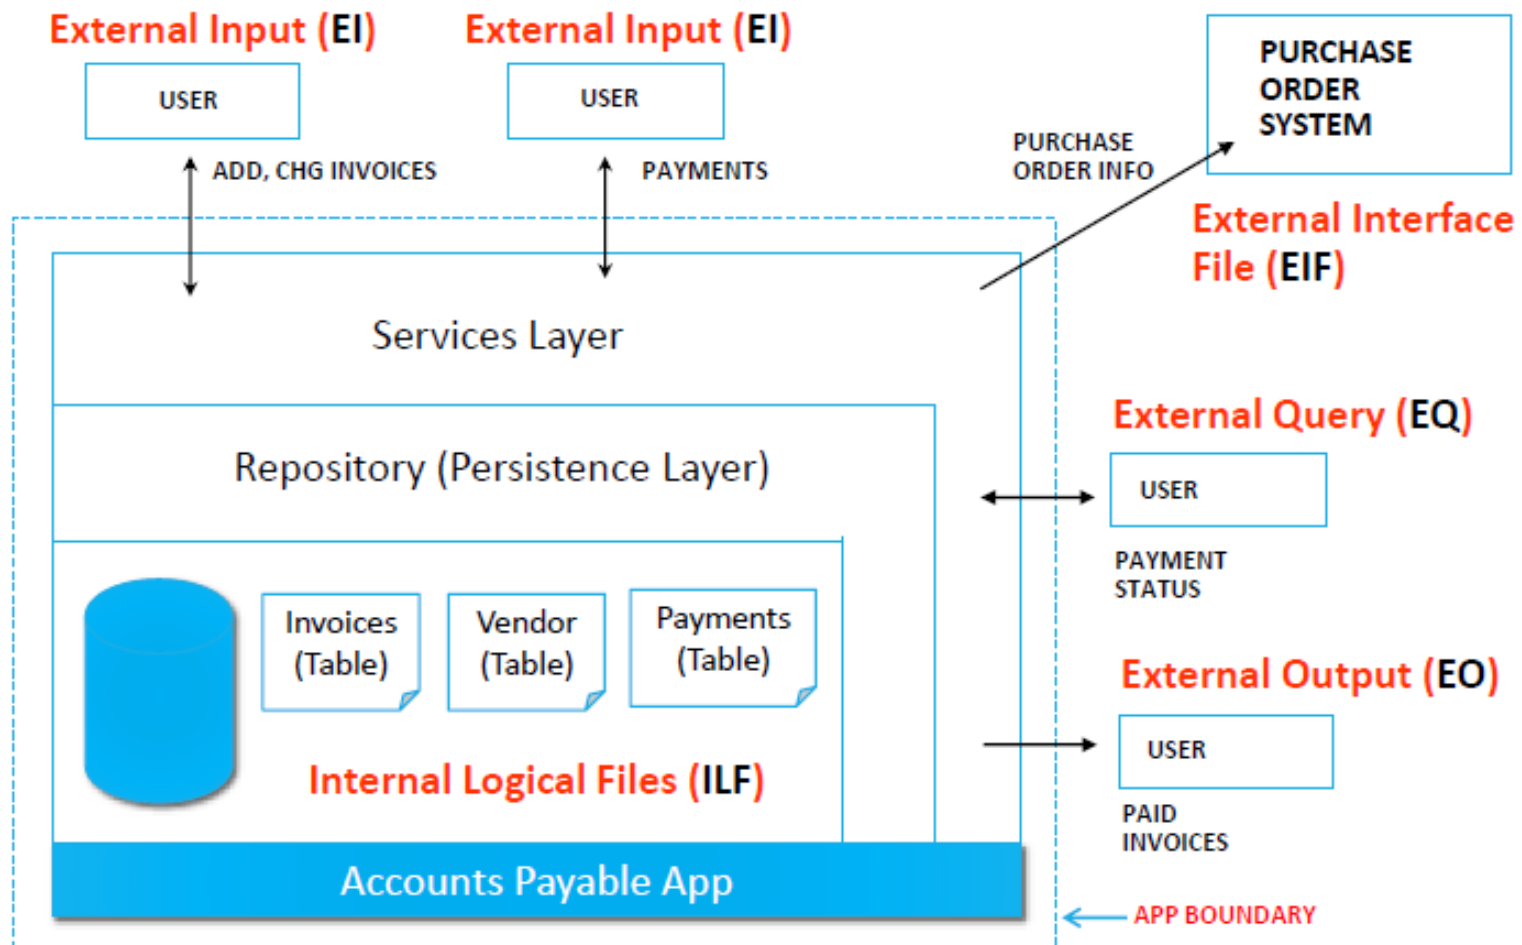 External Input (EI)
External Input (EI)
USER
USER
PURCHASE
ORDER
SYSTEM
ADD, CHG INVOICES
PAYMENTS
PURCHASE
ORDER INFO
External Interface
File (EIF)
Services Layer
External Query (EQ)
Repository (Persistence Layer)
USER
PAYMENT
STATUS
Invoices
(Table)
Vendor
(Table)
Payments
(Table)
External Output (EO)
USER
Internal Logical Files (ILF)
PAID
INVOICES
Accounts Payable App
APP BOUNDARY